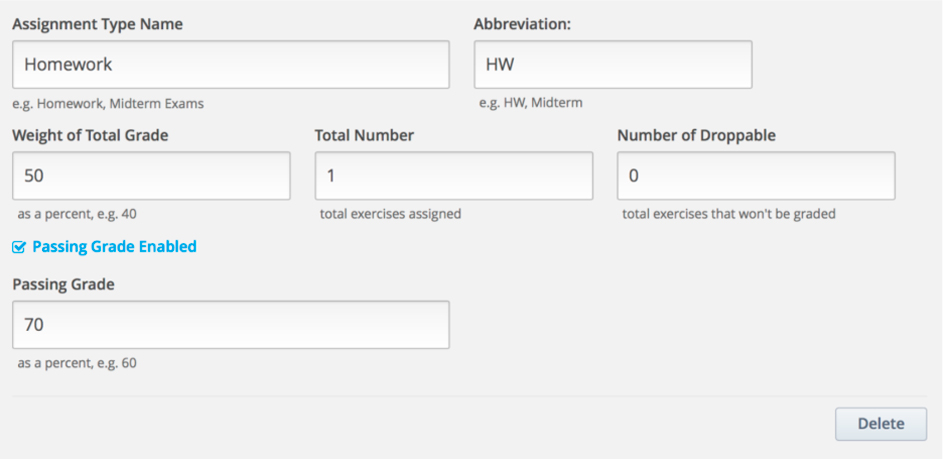 Assignment Type Name Abbreviation:
Homework HW
e.g. Homework, Midterm Exams e.g. HW, Midterm
Weight of Total Grade Total Number Number of Droppable
50 1 0
as a percent, e.g. 40 total exercises assigned total exercises that won't be graded
Passing Grade Enabled
Passing Grade
70
as a percent, e.g. 60
Delete